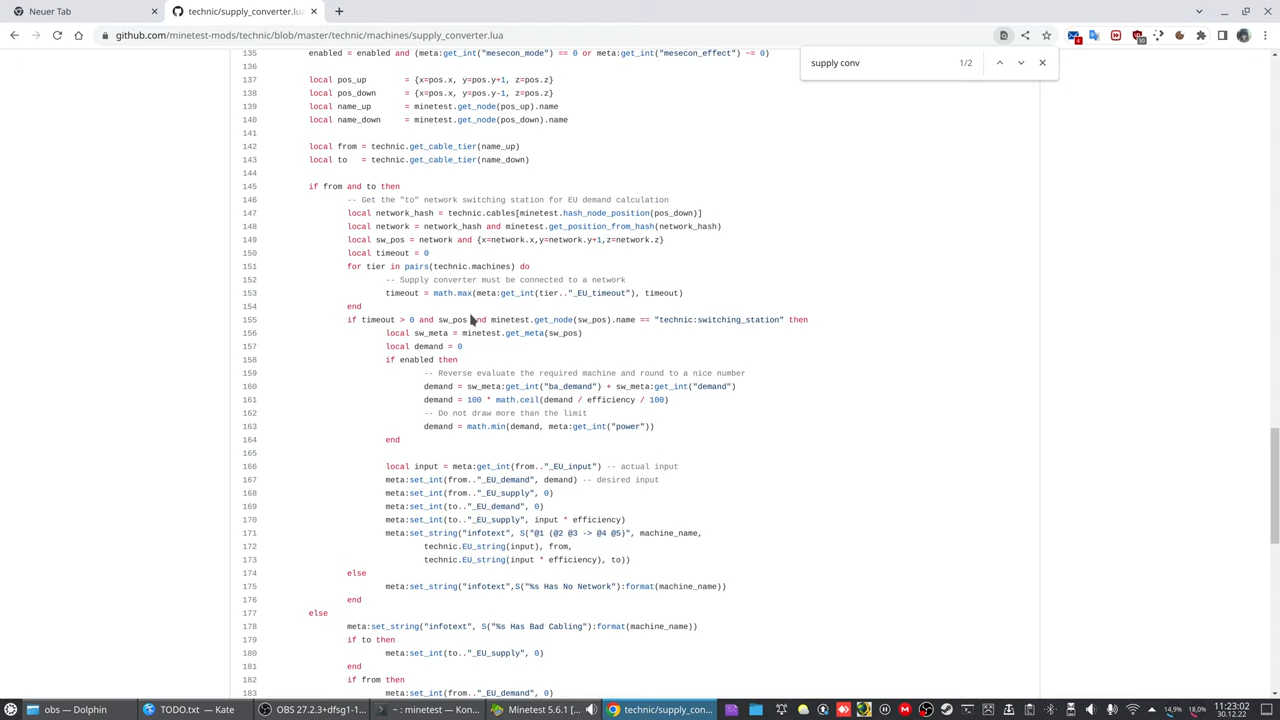 Neuer Tab
technic/supply_converter.lua
github.com/minetest-mods/technic/blob/master/technic/machines/supply_converter.lua
supply conv 1/2
135 enabled = enabled and (meta:get_int("mesecon_mode") == 0 or meta:get_int("mesecon_effect") ~= 0)
136
137 local pos_up = {x=pos.x, y=pos.y+1, z=pos.z}
138 local pos_down = {x=pos.x, y=pos.y-1, z=pos.z}
139 local name_up = minetest.get_node(pos_up).name
140 local name_down = minetest.get_node(pos_down).name
141
142 local from = technic.get_cable_tier(name_up)
143 local to = technic.get_cable_tier(name_down)
144
145 if from and to then
146 -- Get the "to" network switching station for EU demand calculation
147 local network_hash = technic.cables[minetest.hash_node_position(pos_down)]
148 local network = network_hash and minetest.get_position_from_hash(network_hash)
149 local sw_pos = network and {x=network.x,y=network.y+1,z=network.z}
150 local timeout = 0
151 for tier in pairs(technic.machines) do
152 -- Supply converter must be connected to a network
153 timeout = math.max(meta:get_int(tier.."_EU_timeout"), timeout)
154 end
155 if timeout > 0 and sw_pos and minetest.get_node(sw_pos).name == "technic:switching_station" then
156 local sw_meta = minetest.get_meta(sw_pos)
157 local demand = 0
158 if enabled then
159 -- Reverse evaluate the required machine and round to a nice number
160 demand = sw_meta:get_int("ba_demand") + sw_meta:get_int("demand")
161 demand = 100 * math.ceil(demand / efficiency / 100)
162 -- Do not draw more than the limit
163 demand = math.min(demand, meta:get_int("power"))
164 end
165
166 local input = meta:get_int(from.."_EU_input") -- actual input
167 meta:set_int(from.."_EU_demand", demand) -- desired input
168 meta:set_int(from.."_EU_supply", 0)
169 meta:set_int(to.."_EU_demand", 0)
170 meta:set_int(to.."_EU_supply", input * efficiency)
171 meta:set_string("infotext", S("@1 (@2 @3 -> @4 @5)", machine_name,
172 technic.EU_string(input), from,
173 technic.EU_string(input * efficiency), to))
174 else
175 meta:set_string("infotext",S("%s Has No Network"):format(machine_name))
176 end
177 else
178 meta:set_string("infotext", S("%s Has Bad Cabling"):format(machine_name))
179 if to then
180 meta:set_int(to.."_EU_supply", 0)
181 end
182 if from then
183 meta:set_int(from.."_EU_demand", 0)
obs — Dolphin
TODO.txt — Kate
OBS 27.2.3+dfsg1-...
~ : minetest — Kon...
Minetest 5.6.1 [...
technic/supply_con...
18.0%
11:23:02
30.12.22